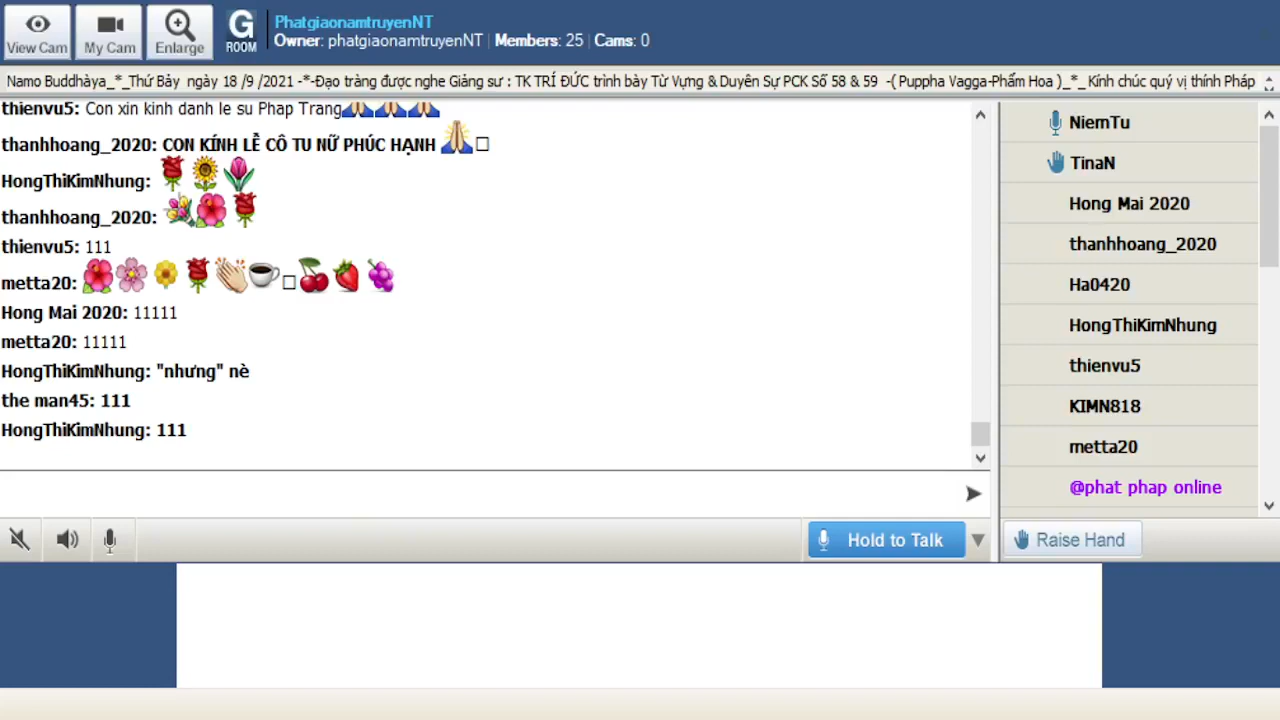 View Cam
My Cam
Enlarge
G
ROOM
PhatgiaonamtruyenNT
Owner: phatgiaonamtruyenNT | Members: 25 | Cams: 0
Namo Buddhàya_*_Thứ Bảy ngày 18 /9 /2021 -*-Đạo tràng được nghe Giảng sư : TK TRÍ ĐỨC trình bày Từ Vựng & Duyên Sự PCK Số 58 & 59 -( Puppha Vagga-Phẩm Hoa )_*_ Kính chúc quý vị thính Pháp
thienvu5: Con xin kinh danh le su Phap Trang🙏🙏🙏
thanhhoang_2020: CON KÍNH LỄ CÔ TU NỮ PHÚC HẠNH 🙏
HongThiKimNhung: 🌹🌻🌷
thanhhoang_2020: 💐🌺🌹
thienvu5: 111
metta20: 🌺🌸🌼🌹👏☕🍒🍓🍇
Hong Mai 2020: 11111
metta20: 11111
HongThiKimNhung: "nhưng" nè
the man45: 111
HongThiKimNhung: 111
NiemTu
TinaN
Hong Mai 2020
thanhhoang_2020
Ha0420
HongThiKimNhung
thienvu5
KIMN818
metta20
@phat phap online
Hold to Talk
Raise Hand